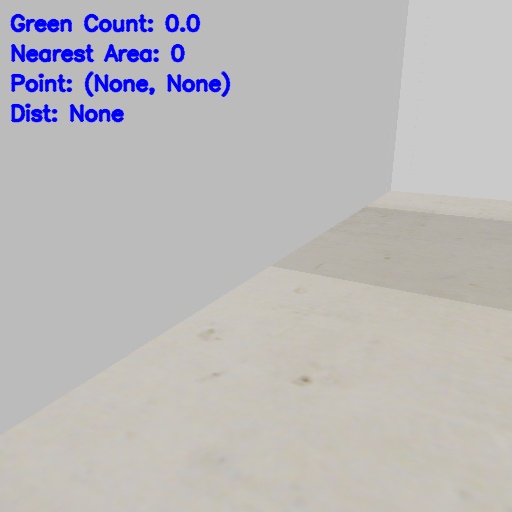 Green Count: 0.0
Nearest Area: 0
Point: (None, None)
Dist: None